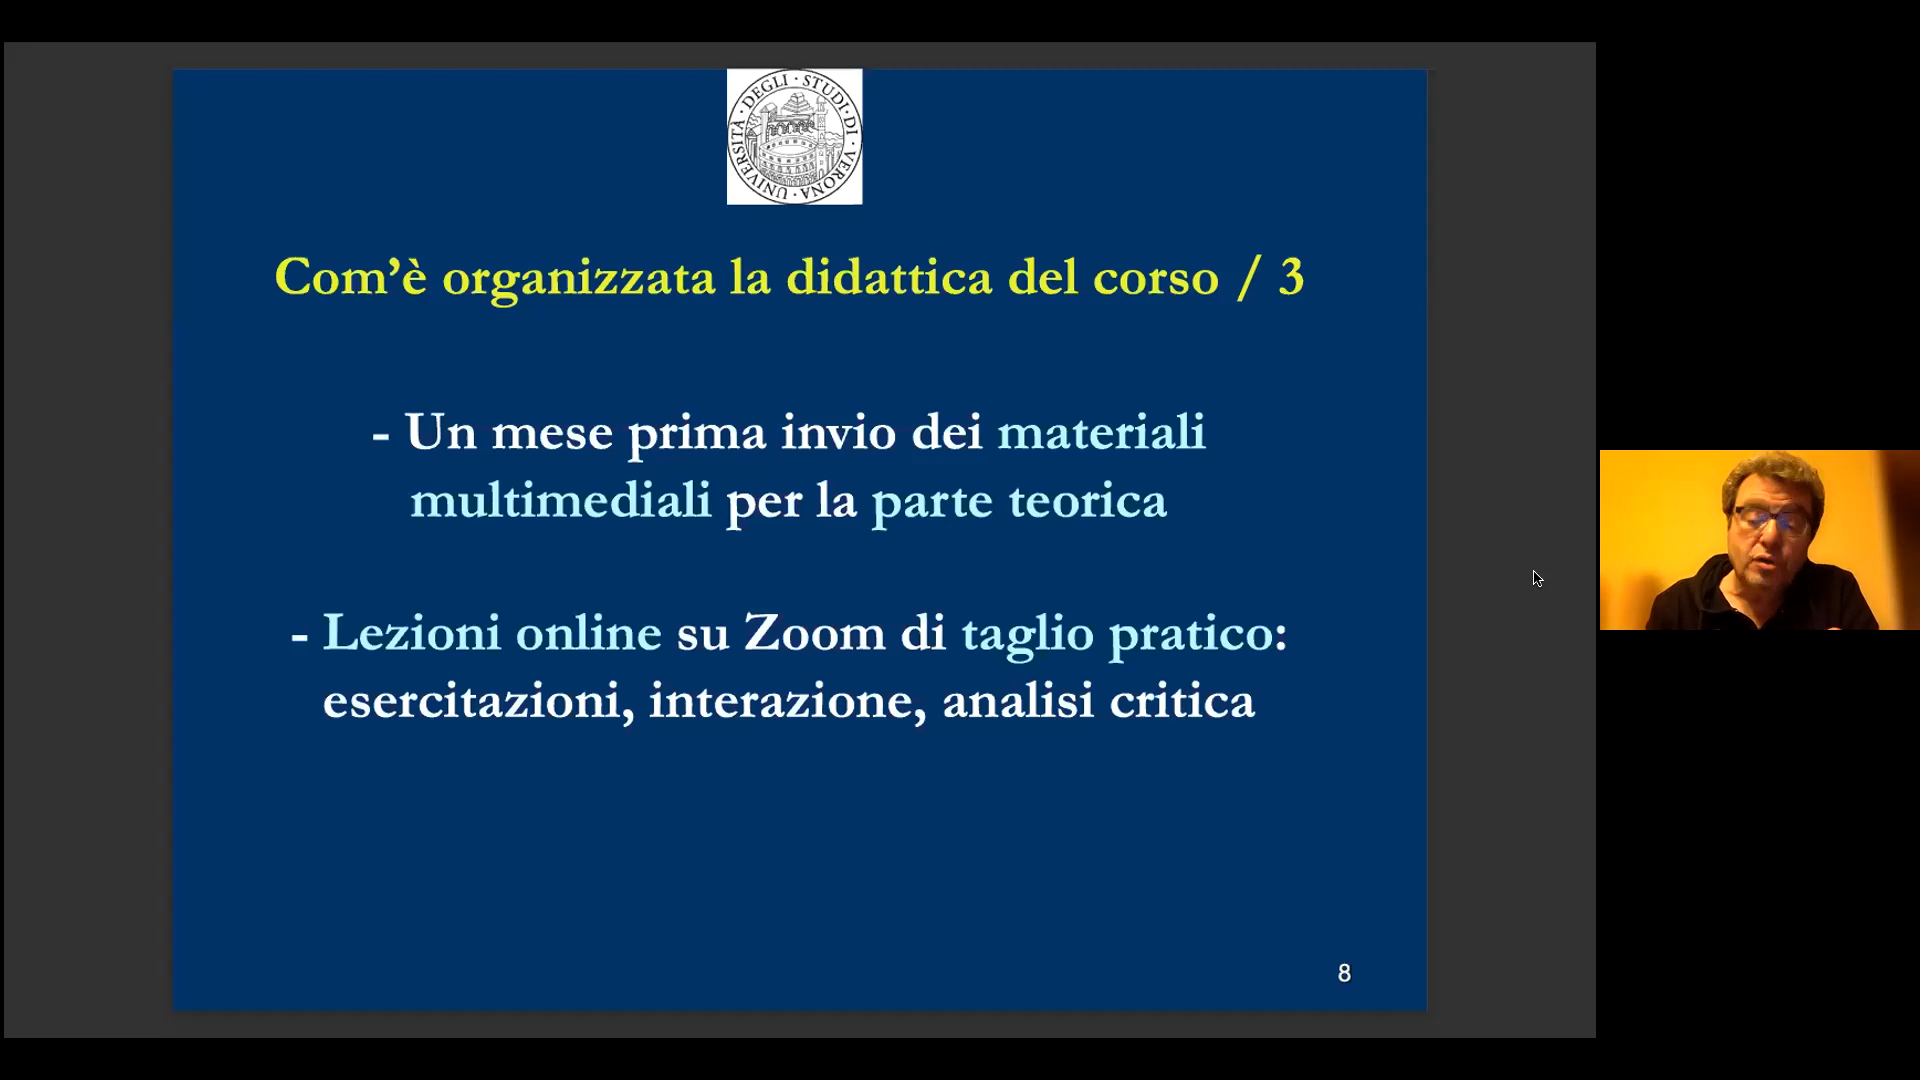 UNIVERSITÀ · DEGLI · STUDI · DI · VERONA ·
Com’è organizzata la didattica del corso / 3
- Un mese prima invio dei materiali
multimediali per la parte teorica
- Lezioni online su Zoom di taglio pratico:
esercitazioni, interazione, analisi critica
8